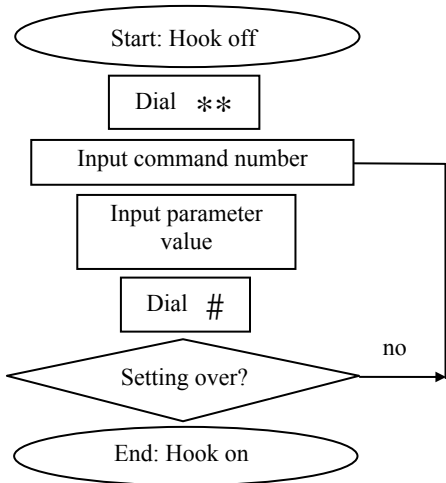 Start: Hook off
Dial **
Input command number
Input parameter
value
Dial #
Setting over?
no
End: Hook on